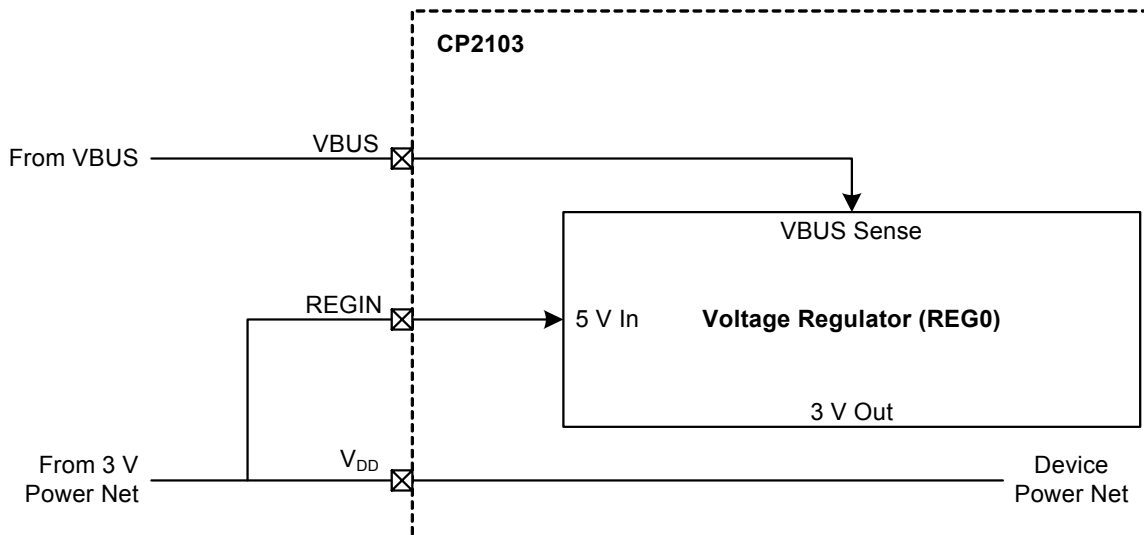 CP2103
From VBUS
VBUS
VBUS Sense
REGIN
5 V In
Voltage Regulator (REG0)
3 V Out
From 3 V
Power Net
VDD
Device
Power Net